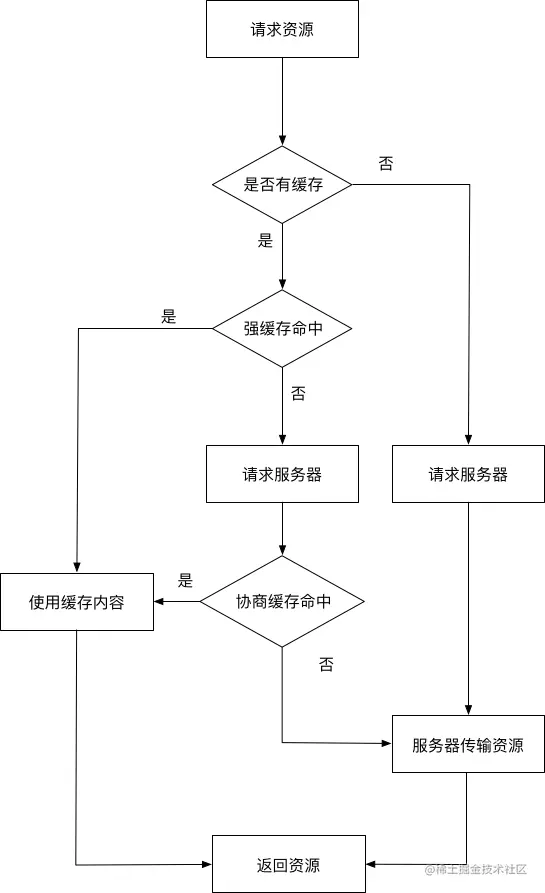 请求资源
是否有缓存
否
是
强缓存命中
是
否
请求服务器
请求服务器
使用缓存内容
是
协商缓存命中
否
服务器传输资源
返回资源
@稀土掘金技术社区